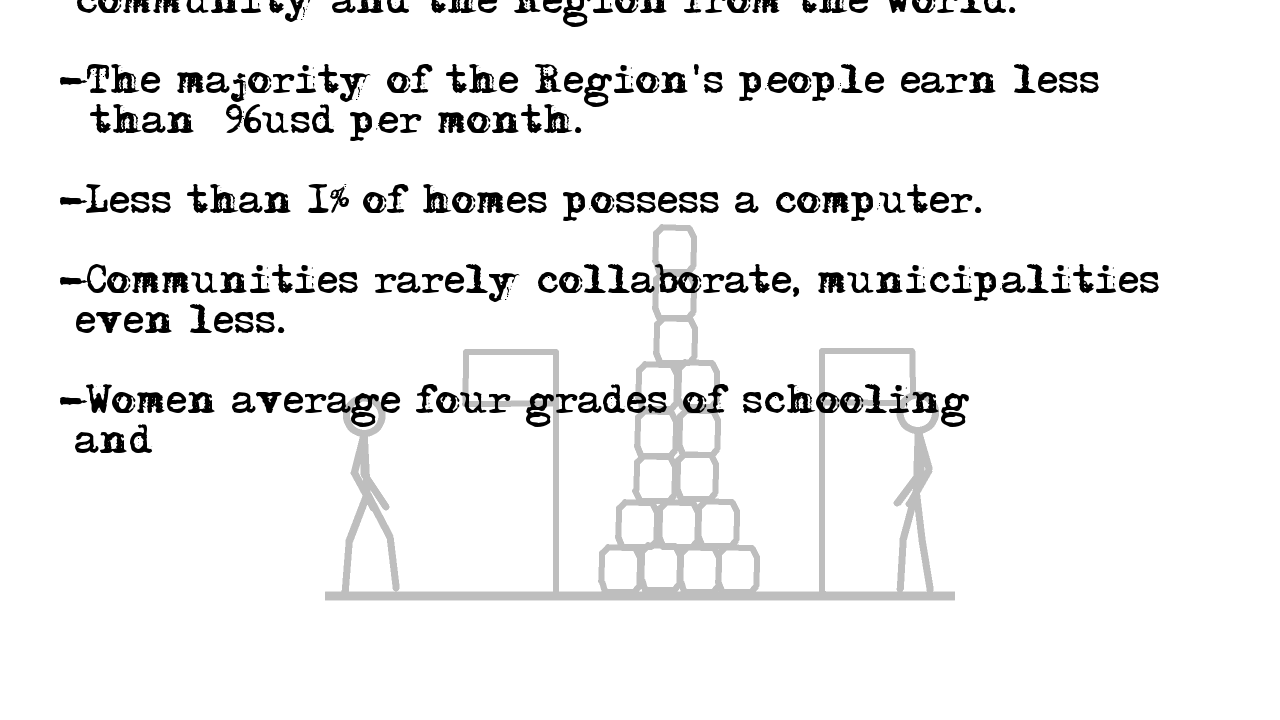 community and the Region from the world.
-The majority of the Region's people earn less
than 96usd per month.
-Less than 1% of homes possess a computer.
-Communities rarely collaborate, municipalities
even less.
-Women average four grades of schooling
and